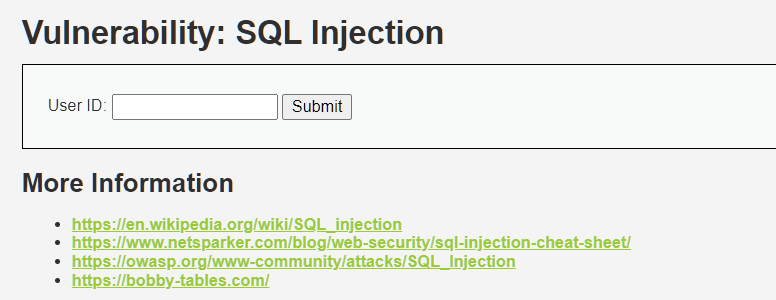 Vulnerability: SQL Injection
User ID: Submit
More Information
https://en.wikipedia.org/wiki/SQL_injection
https://www.netsparker.com/blog/web-security/sql-injection-cheat-sheet/
https://owasp.org/www-community/attacks/SQL_Injection
https://bobby-tables.com/